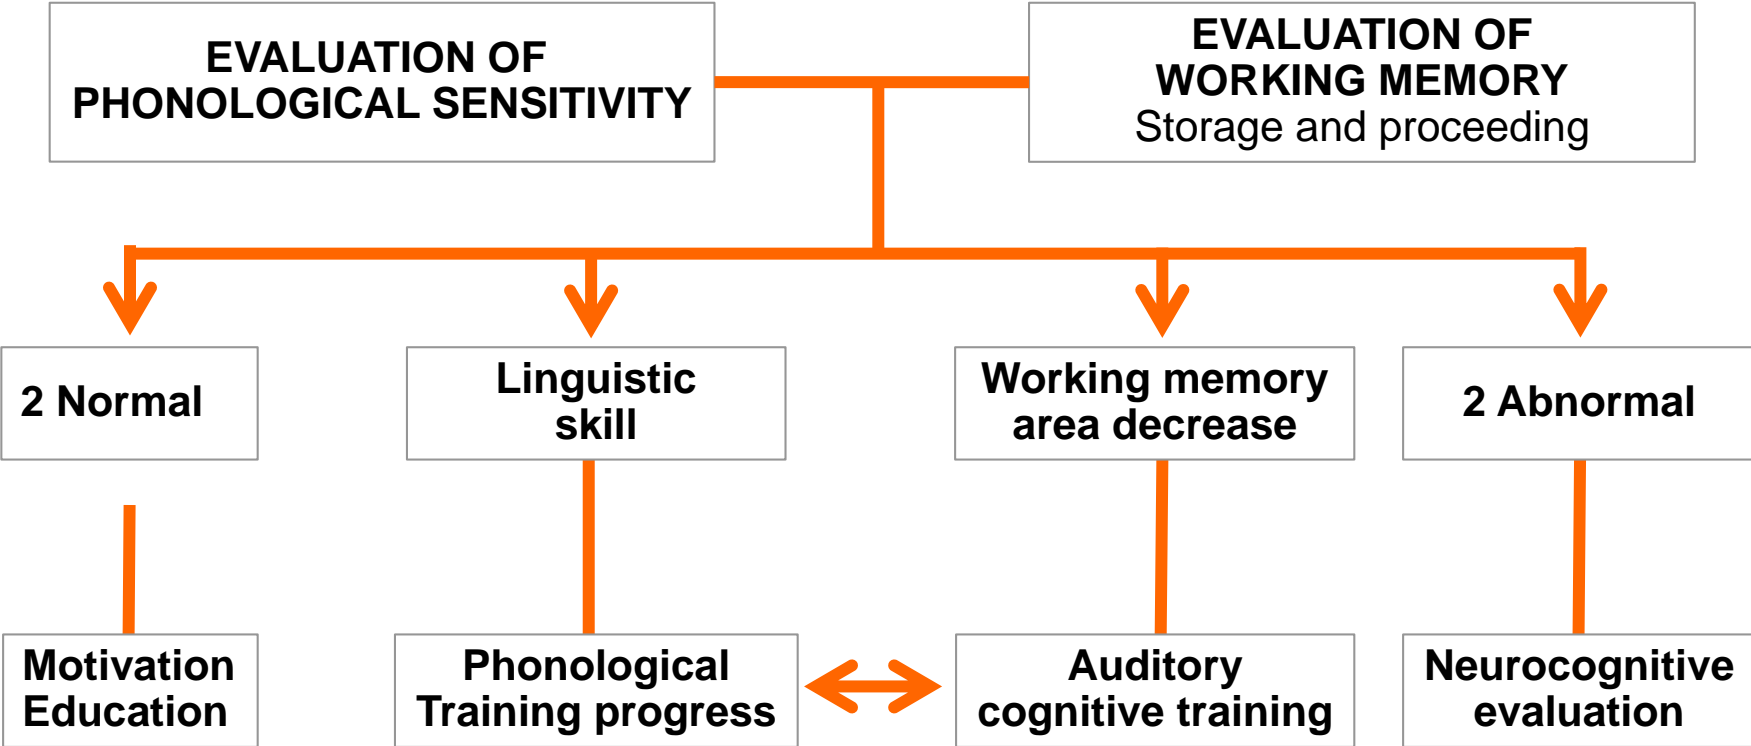 EVALUATION OF
PHONOLOGICAL SENSITIVITY
EVALUATION OF
WORKING MEMORY
Storage and proceeding
2 Normal
Linguistic
skill
Working memory
area decrease
2 Abnormal
Motivation
Education
Phonological
Training progress
Auditory
cognitive training
Neurocognitive
evaluation